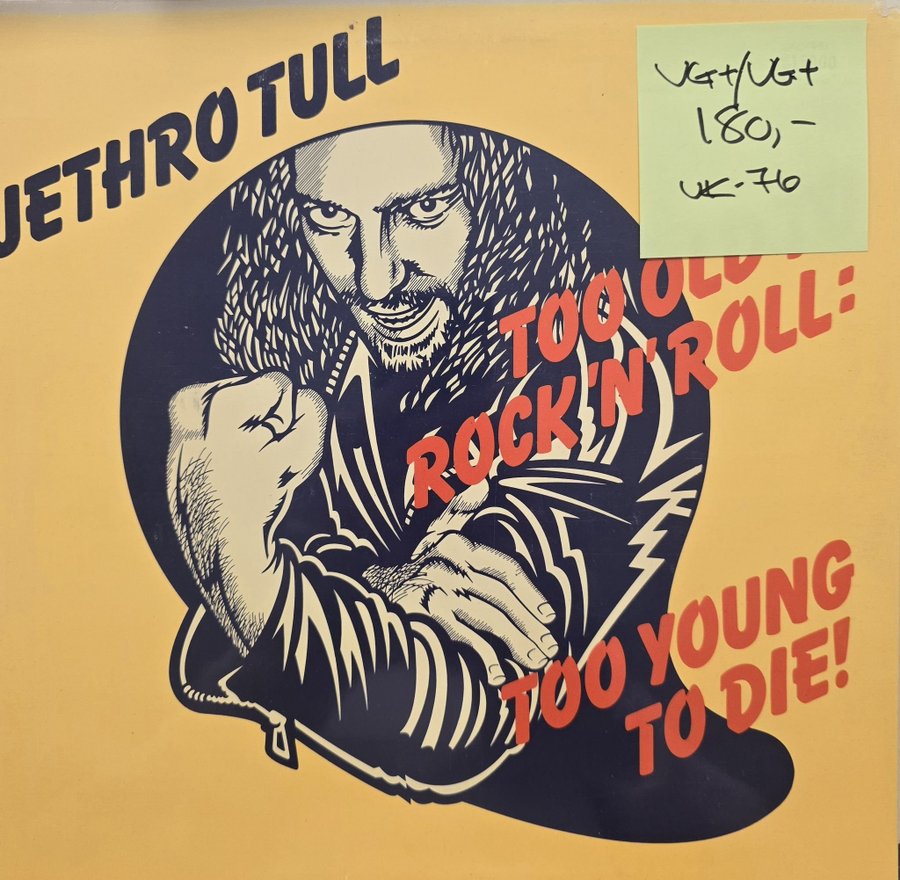 JETHRO TULL
VG+/VG+
180,-
UK-76
TOO OLD
ROCK 'N' ROLL:
TOO YOUNG
TO DIE!